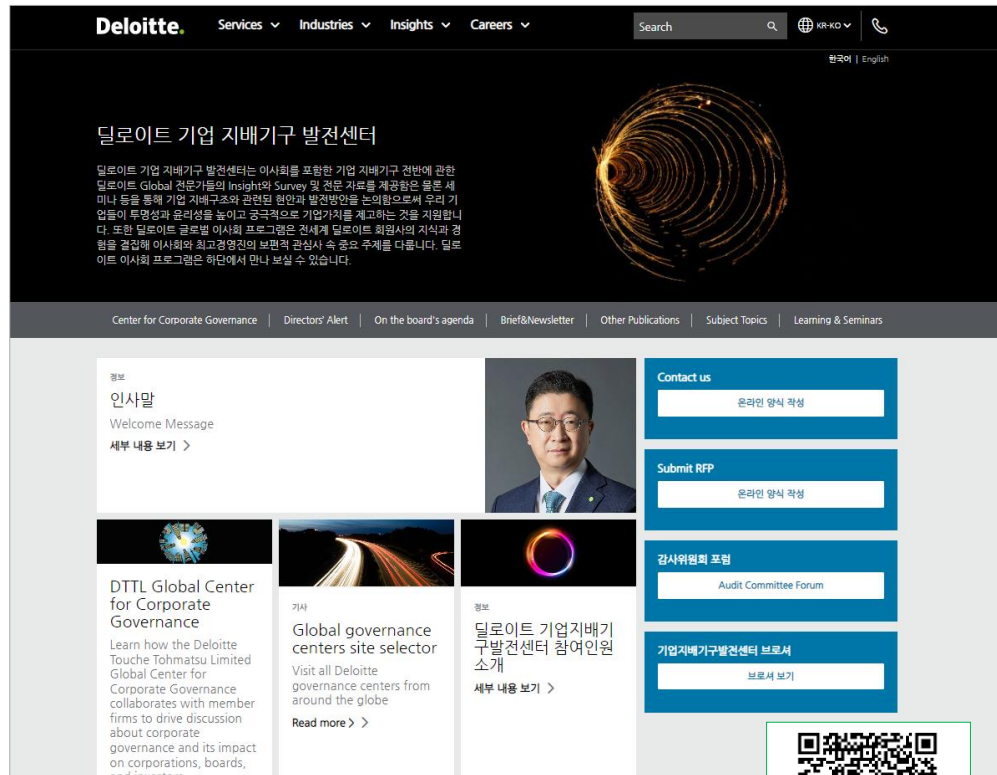 Deloitte.
Services
Industries
Insights
Careers
Search
KR-KO
한국어 | English
딜로이트 기업 지배기구 발전센터
딜로이트 기업 지배기구 발전센터는 이사회를 포함한 기업 지배기구 전반에 관한
딜로이트 Global 전문가들의 Insight와 Survey 및 전문 자료를 제공함은 물론 세
미나 등을 통해 기업 지배구조와 관련된 현안과 발전방안을 논의함으로써 우리 기
업들이 투명성과 윤리성을 높이고 궁극적으로 기업가치를 제고하는 것을 지원합니
다. 또한 딜로이트 글로벌 이사회 프로그램은 전세계 딜로이트 회원사의 지식과 경
험을 결집해 이사회와 최고경영진의 보편적 관심사 속 중요 주제를 다룹니다. 딜로
이트 이사회 프로그램은 하단에서 만나 보실 수 있습니다.
Center for Corporate Governance | Directors' Alert | On the board's agenda | Brief&Newsletter | Other Publications | Subject Topics | Learning & Seminars
정보
인사말
Welcome Message
세부 내용 보기 >
Contact us
온라인 양식 작성
Submit RFP
온라인 양식 작성
감사위원회 포럼
Audit Committee Forum
기업지배기구발전센터 브로셔
브로셔 보기
DTTL Global Center
for Corporate
Governance
Learn how the Deloitte
Touche Tohmatsu Limited
Global Center for
Corporate Governance
collaborates with member
firms to drive discussion
about corporate
governance and its impact
on corporations, boards,
and investors
기사
Global governance
centers site selector
Visit all Deloitte
governance centers from
around the globe
Read more > >
정보
딜로이트 기업지배기
구발전센터 참여인원
소개
세부 내용 보기 >